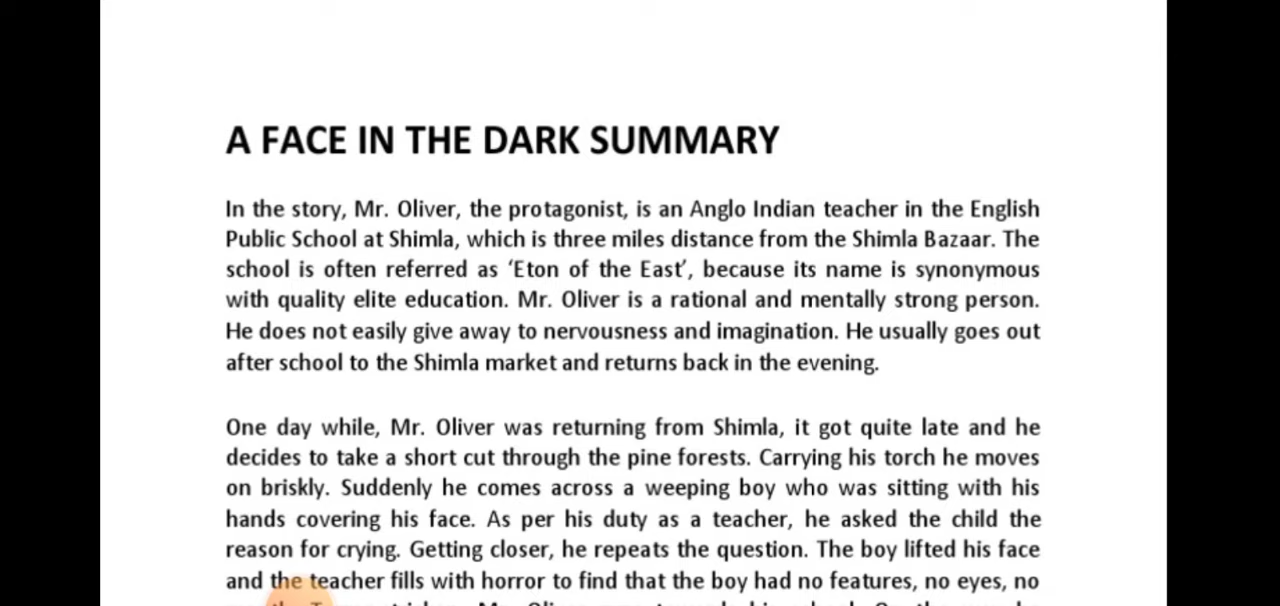 A FACE IN THE DARK SUMMARY
In the story, Mr. Oliver, the protagonist, is an Anglo Indian teacher in the English
Public School at Shimla, which is three miles distance from the Shimla Bazaar. The
school is often referred as ‘Eton of the East’, because its name is synonymous
with quality elite education. Mr. Oliver is a rational and mentally strong person.
He does not easily give away to nervousness and imagination. He usually goes out
after school to the Shimla market and returns back in the evening.
One day while, Mr. Oliver was returning from Shimla, it got quite late and he
decides to take a short cut through the pine forests. Carrying his torch he moves
on briskly. Suddenly he comes across a weeping boy who was sitting with his
hands covering his face. As per his duty as a teacher, he asked the child the
reason for crying. Getting closer, he repeats the question. The boy lifted his face
and the teacher fills with horror to find that the boy had no features, no eyes, no